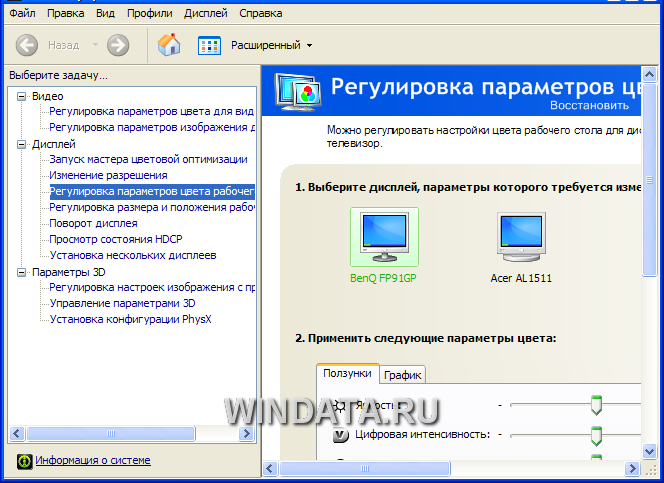 Файл Правка Вид Профили Дисплей Справка
Назад Расширенный
Выберите задачу...
Видео
Регулировка параметров цвета для вид
Регулировка параметров изображения д
Дисплей
Запуск мастера цветовой оптимизации
Изменение разрешения
Регулировка параметров цвета рабочег
Регулировка размера и положения рабоч
Поворот дисплея
Просмотр состояния HDCP
Установка нескольких дисплеев
Параметры 3D
Регулировка настроек изображения с пр
Управление параметрами 3D
Установка конфигурации PhysX
Информация о системе
Регулировка параметров цв
Восстановить
Можно регулировать настройки цвета рабочего стола для дис
телевизор.
1. Выберите дисплей, параметры которого требуется изме
BenQ FP91GP Acer AL1511
2. Применить следующие параметры цвета:
Ползунки График
Яркость: -
WINDATA.RU
Цифровая интенсивность: -